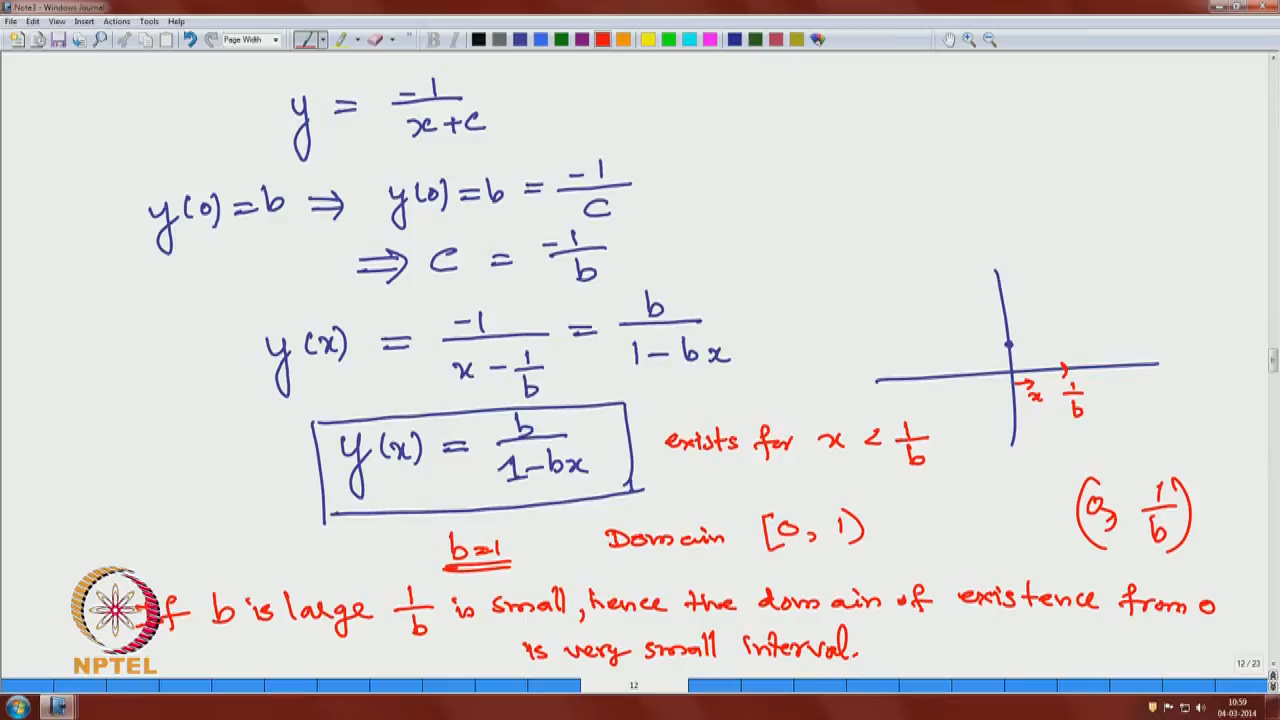 Note3 - Windows Journal
File Edit View Insert Actions Tools Help
Page Width
y = -1/(x+c)
y(0)=b ⇒ y(0)=b = -1/c
⇒ c = -1/b
y(x) = -1/(x - 1/b) = b/(1-bx)
y(x) = b/(1-bx) exists for x < 1/b
x 1/b
(0, 1/b)
b=1 Domain [0, 1)
If b is large 1/b is small, hence the domain of existence from 0
is very small interval.
NPTEL
12 / 23
12
10:59
04-03-2014